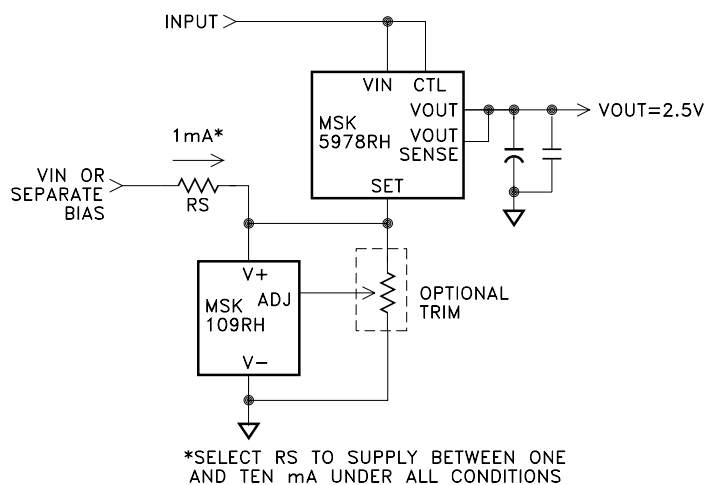 INPUT
VIN CTL
MSK
5978RH
VOUT
VOUT
SENSE
SET
VOUT=2.5V
1mA*
VIN OR
SEPARATE
BIAS
RS
V+
MSK
109RH
ADJ
V-
OPTIONAL
TRIM
*SELECT RS TO SUPPLY BETWEEN ONE
AND TEN mA UNDER ALL CONDITIONS